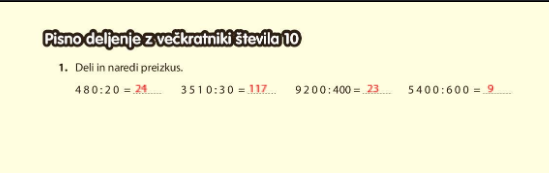 Pisno deljenje z večkratniki števila 10
1. Deli in naredi preizkus.
480:20 = 24 3510:30 = 117 9200:400 = 23 5400:600 = 9